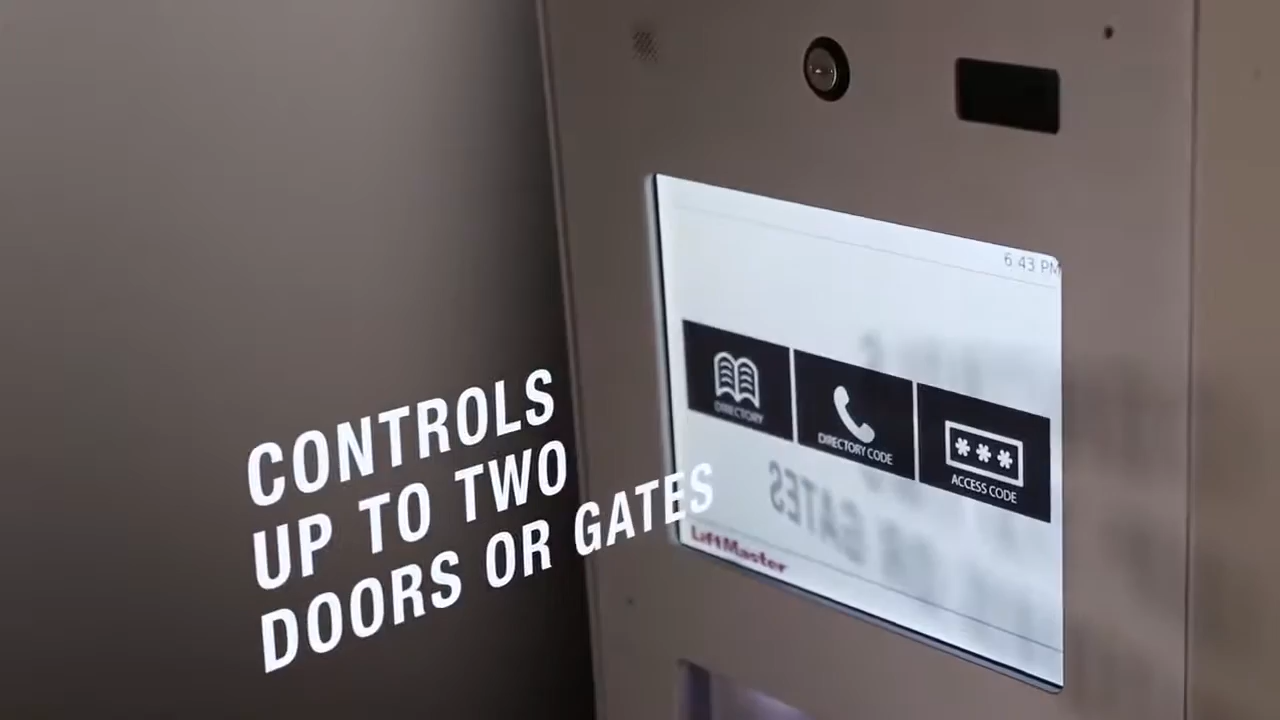 CONTROLS
UP TO TWO
DOORS OR GATES
6:43 PM
DIRECTORY
DIRECTORY CODE
***
ACCESS CODE
LiftMaster